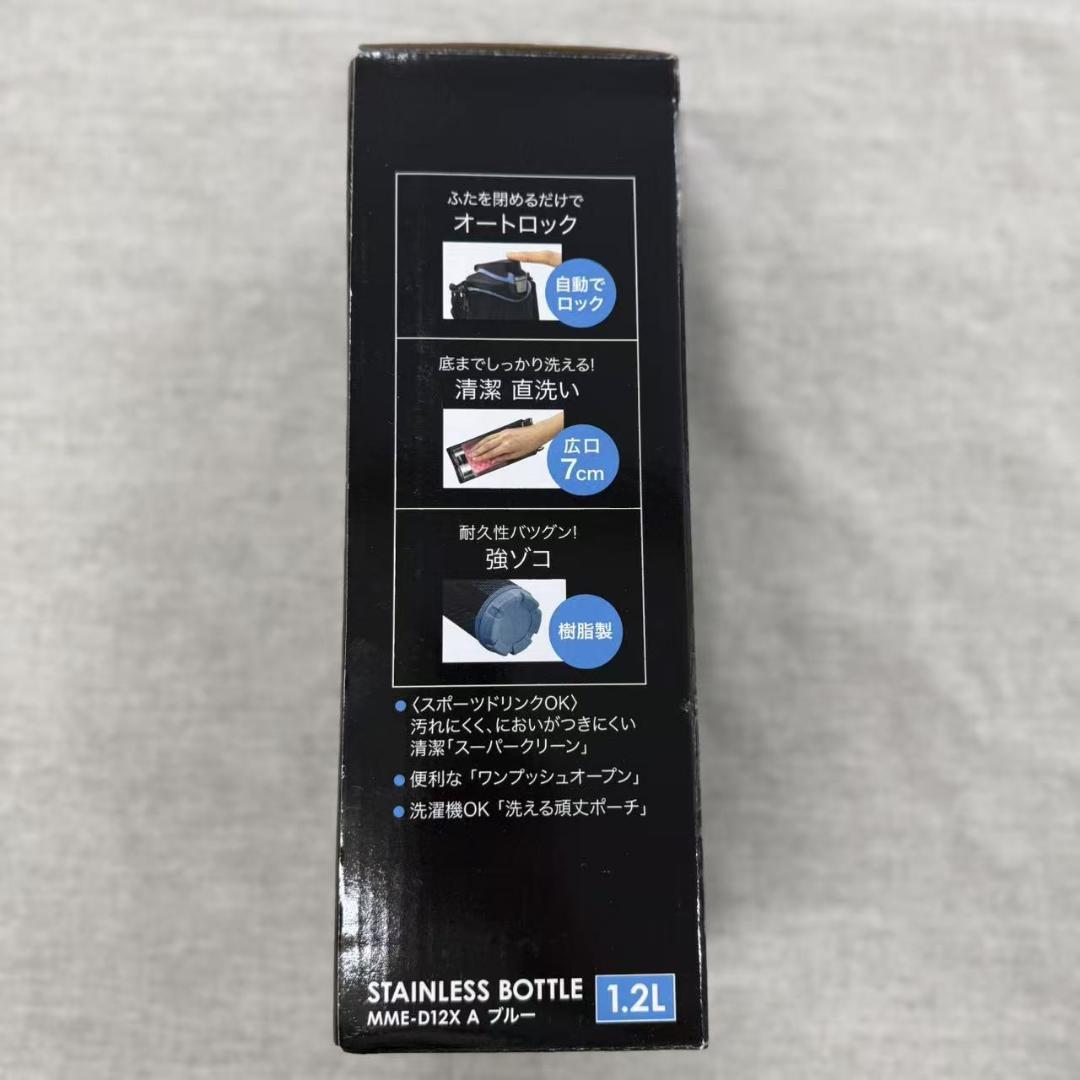 ふたを閉めるだけで
オートロック
自動で
ロック
底までしっかり洗える!
清潔 直洗い
広口
7cm
耐久性バツグン!
強ゾコ
樹脂製
●〈スポーツドリンクOK〉
汚れにくく、においがつきにくい
清潔「スーパークリーン」
●便利な「ワンプッシュオープン」
●洗濯機OK「洗える頑丈ポーチ」
STAINLESS BOTTLE
1.2L
MME-D12X A ブルー